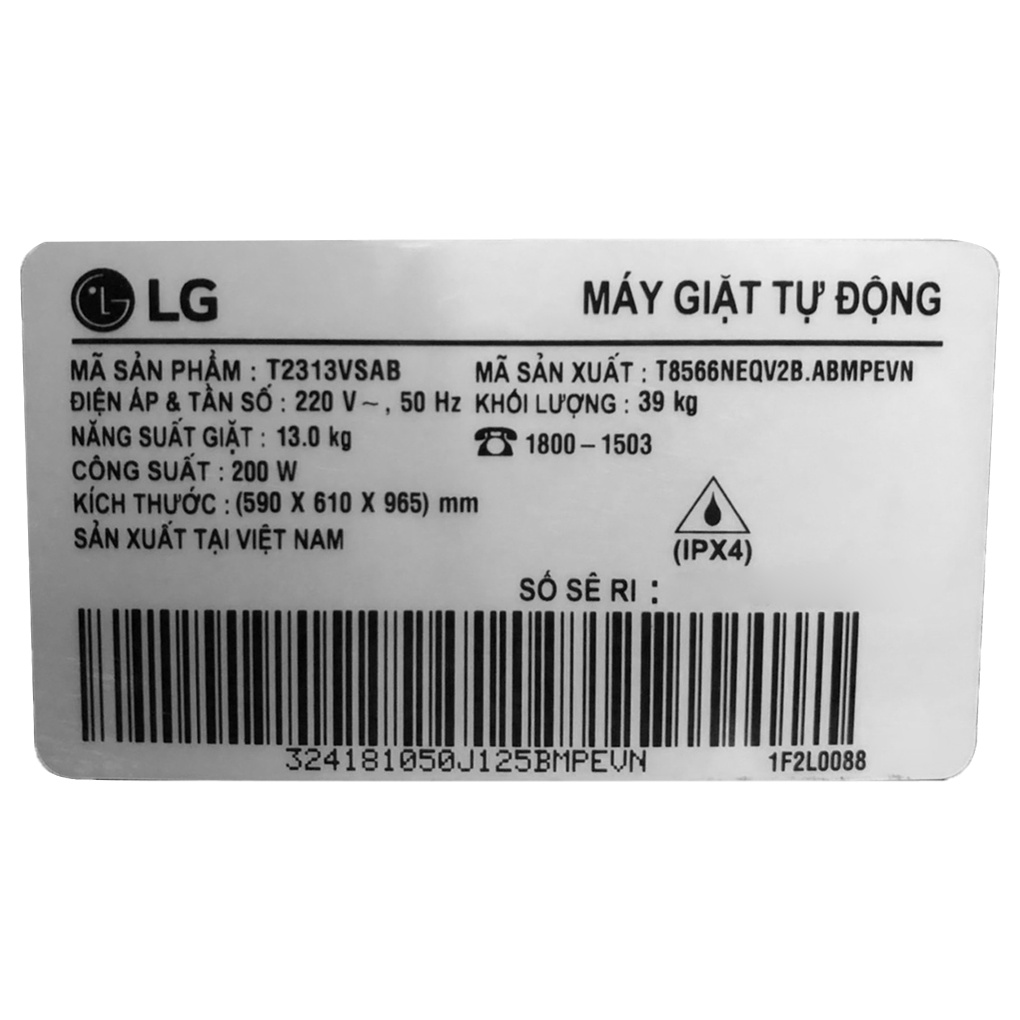 LG
MÁY GIẶT TỰ ĐỘNG
MÃ SẢN PHẨM : T2313VSAB
MÃ SẢN XUẤT : T8566NEQV2B.ABMPEVN
ĐIỆN ÁP & TẦN SỐ : 220 V ~ , 50 Hz
KHỐI LƯỢNG : 39 kg
NĂNG SUẤT GIẶT : 13.0 kg
1800 – 1503
CÔNG SUẤT : 200 W
KÍCH THƯỚC : (590 X 610 X 965) mm
SẢN XUẤT TẠI VIỆT NAM
(IPX4)
SỐ SÊ RI :
324181050J125BMPEVN
1F2L0088